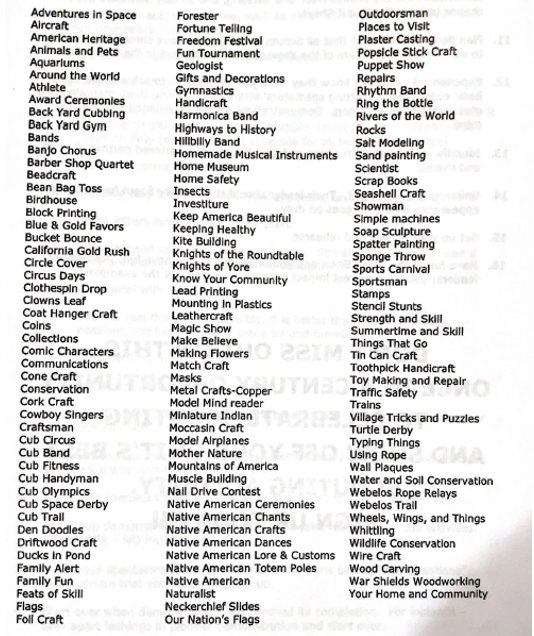 Adventures in Space
Aircraft
American Heritage
Animals and Pets
Aquariums
Around the World
Athlete
Award Ceremonies
Back Yard Cubbing
Back Yard Gym
Bands
Banjo Chorus
Barber Shop Quartet
Beadcraft
Bean Bag Toss
Birdhouse
Block Printing
Blue & Gold Favors
Bucket Bounce
California Gold Rush
Circle Cover
Circus Days
Clothespin Drop
Clowns Leaf
Coat Hanger Craft
Coins
Collections
Comic Characters
Communications
Cone Craft
Conservation
Cork Craft
Cowboy Singers
Craftsman
Cub Circus
Cub Band
Cub Fitness
Cub Handyman
Cub Olympics
Cub Space Derby
Cub Trail
Den Doodles
Driftwood Craft
Ducks in Pond
Family Alert
Family Fun
Feats of Skill
Flags
Foil Craft
Forester
Fortune Telling
Freedom Festival
Fun Tournament
Geologist
Gifts and Decorations
Gymnastics
Handicraft
Harmonica Band
Highways to History
Hillbilly Band
Homemade Musical Instruments
Home Museum
Home Safety
Insects
Investiture
Keep America Beautiful
Keeping Healthy
Kite Building
Knights of the Roundtable
Knights of Yore
Know Your Community
Lead Printing
Mounting in Plastics
Leathercraft
Magic Show
Make Believe
Making Flowers
Match Craft
Masks
Metal Crafts-Copper
Model Mind reader
Miniature Indian
Moccasin Craft
Model Airplanes
Mother Nature
Mountains of America
Muscle Building
Nail Drive Contest
Native American Ceremonies
Native American Chants
Native American Crafts
Native American Dances
Native American Lore & Customs
Native American Totem Poles
Native American
Naturalist
Neckerchief Slides
Our Nation's Flags
Outdoorsman
Places to Visit
Plaster Casting
Popsicle Stick Craft
Puppet Show
Repairs
Rhythm Band
Ring the Bottle
Rivers of the World
Rocks
Salt Modeling
Sand painting
Scientist
Scrap Books
Seashell Craft
Showman
Simple machines
Soap Sculpture
Spatter Painting
Sponge Throw
Sports Carnival
Sportsman
Stamps
Stencil Stunts
Strength and Skill
Summertime and Skill
Things That Go
Tin Can Craft
Toothpick Handicraft
Toy Making and Repair
Traffic Safety
Trains
Village Tricks and Puzzles
Turtle Derby
Typing Things
Using Rope
Wall Plaques
Water and Soil Conservation
Webelos Rope Relays
Webelos Trail
Wheels, Wings, and Things
Whittling
Wildlife Conservation
Wire Craft
Wood Carving
War Shields Woodworking
Your Home and Community